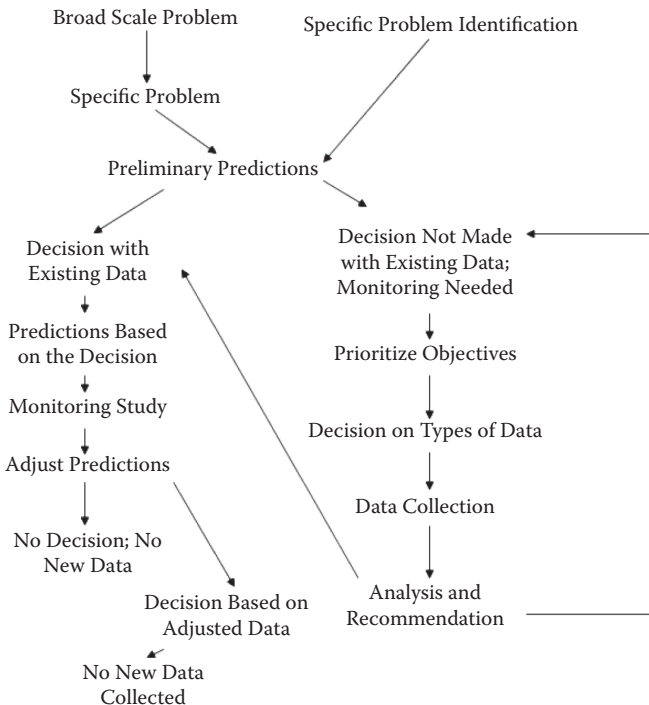 Broad Scale Problem
Specific Problem Identification
Specific Problem
Preliminary Predictions
Decision with
Existing Data
Decision Not Made
with Existing Data;
Monitoring Needed
Predictions Based
on the Decision
Prioritize Objectives
Monitoring Study
Decision on Types of Data
Adjust Predictions
Data Collection
No Decision; No
New Data
Decision Based on
Adjusted Data
Analysis and
Recommendation
No New Data
Collected